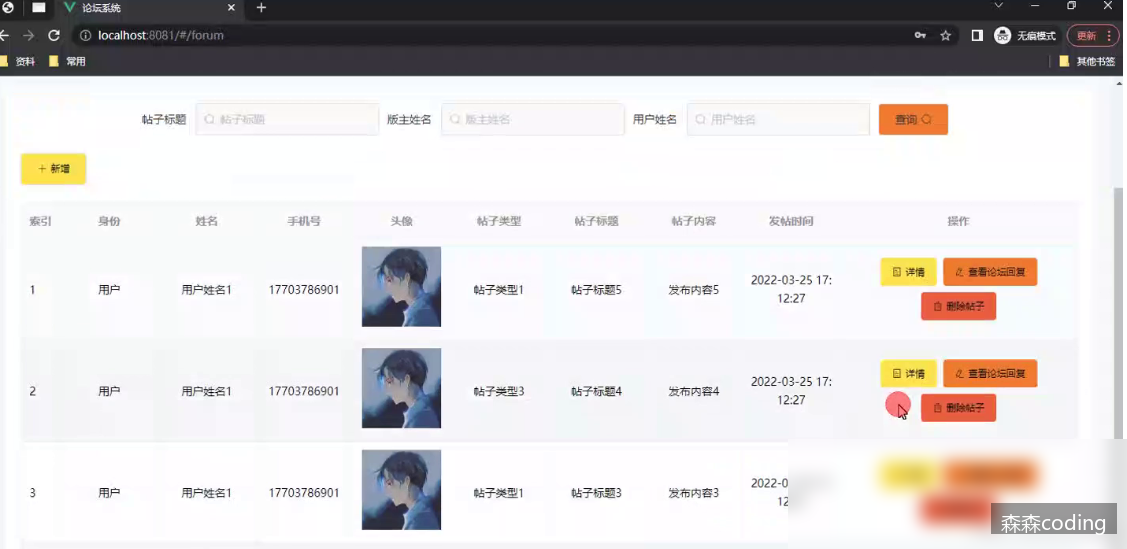 论坛系统
localhost:8081/#/forum
无痕模式
更新
资料
常用
其他书签
帖子标题
帖子标题
版主姓名
版主姓名
用户姓名
用户姓名
查询
+ 新增
索引 身份 姓名 手机号 头像 帖子类型 帖子标题 帖子内容 发帖时间 操作
1 用户 用户姓名1 17703786901 帖子类型1 帖子标题5 发布内容5
2022-03-25 17:
12:27
详情
查看论坛回复
删除帖子
2 用户 用户姓名1 17703786901 帖子类型3 帖子标题4 发布内容4
2022-03-25 17:
12:27
详情
查看论坛回复
删除帖子
3 用户 用户姓名1 17703786901 帖子类型1 帖子标题3 发布内容3
2022-0
12
森森coding